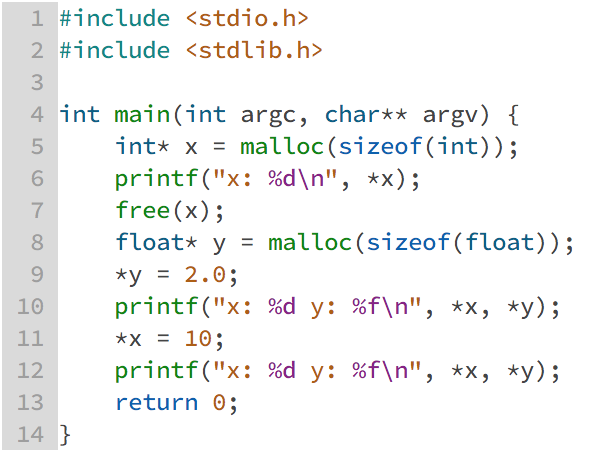 1 #include <stdio.h>
2 #include <stdlib.h>
3
4 int main(int argc, char** argv) {
5     int* x = malloc(sizeof(int));
6     printf("x: %d\n", *x);
7     free(x);
8     float* y = malloc(sizeof(float));
9     *y = 2.0;
10     printf("x: %d y: %f\n", *x, *y);
11     *x = 10;
12     printf("x: %d y: %f\n", *x, *y);
13     return 0;
14 }